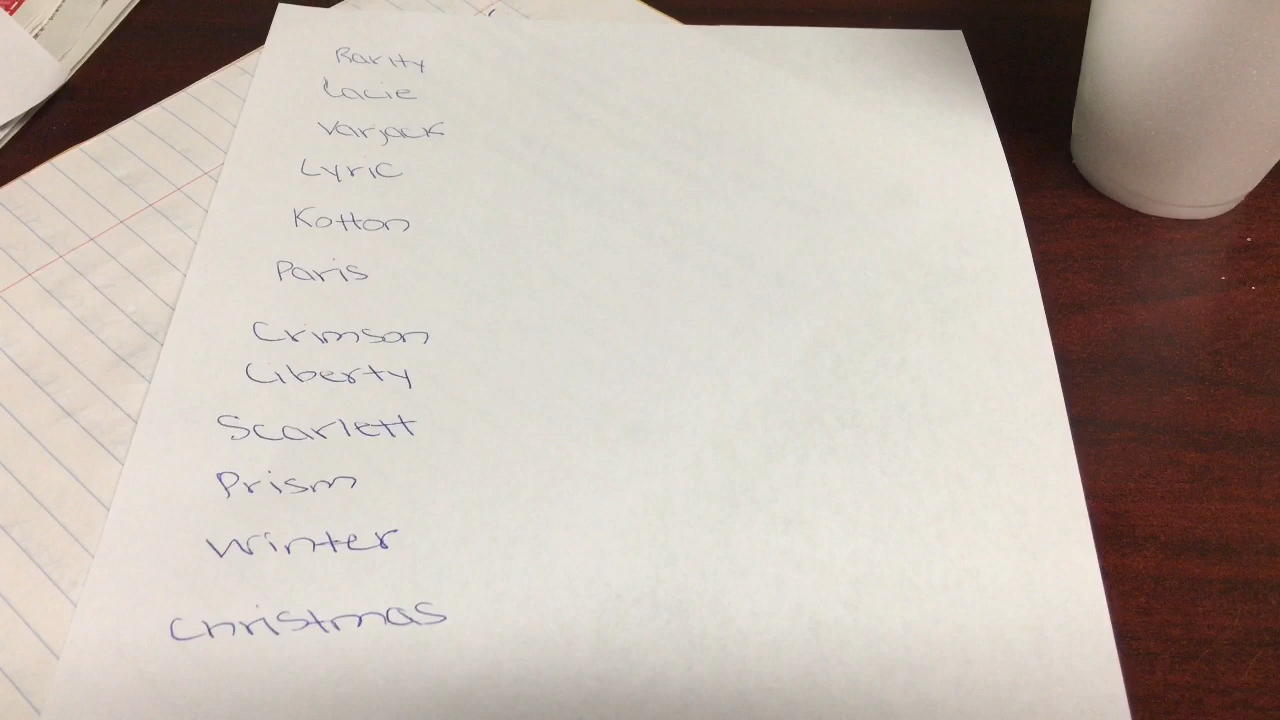 Rarity
Lacie
Varjack
Lyric
Kotton
Paris
Crimson
Liberty
Scarlett
Prism
Winter
Christmas